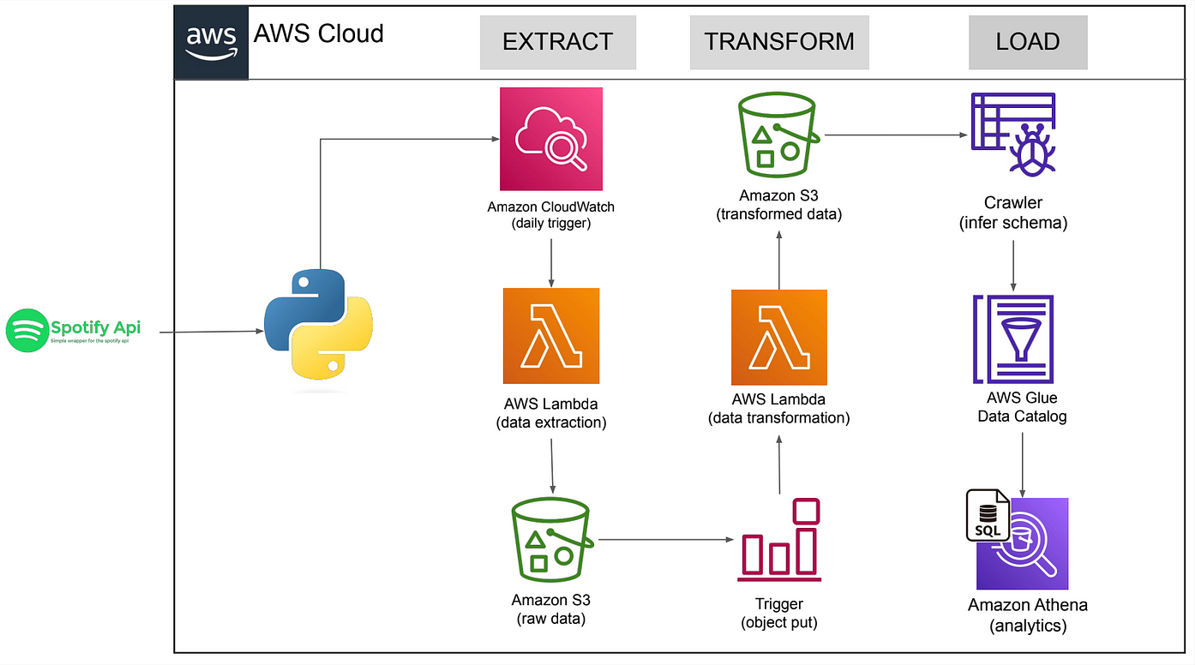 aws
AWS Cloud
EXTRACT
TRANSFORM
LOAD
Amazon CloudWatch
(daily trigger)
AWS Lambda
(data extraction)
Amazon S3
(raw data)
Amazon S3
(transformed data)
AWS Lambda
(data transformation)
Trigger
(object put)
Crawler
(infer schema)
AWS Glue
Data Catalog
SQL
Amazon Athena
(analytics)
Spotify Api
Simple wrapper for the spotify api